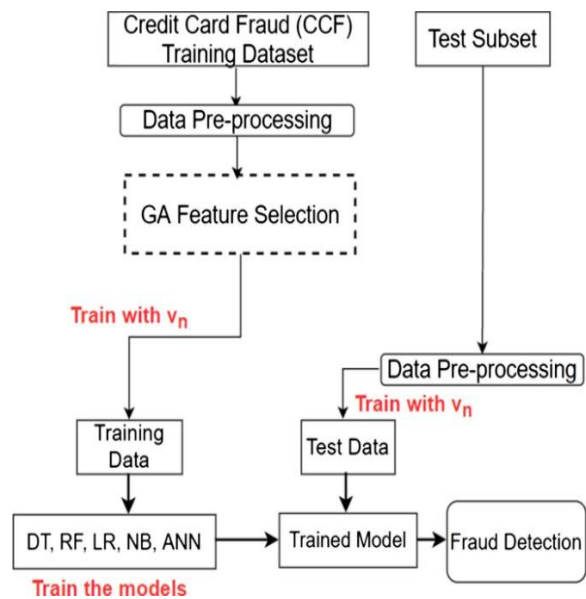 Credit Card Fraud (CCF)
Training Dataset
Test Subset
Data Pre-processing
GA Feature Selection
Train with vn
Data Pre-processing
Train with vn
Training
Data
Test Data
DT, RF, LR, NB, ANN
Trained Model
Fraud Detection
Train the models